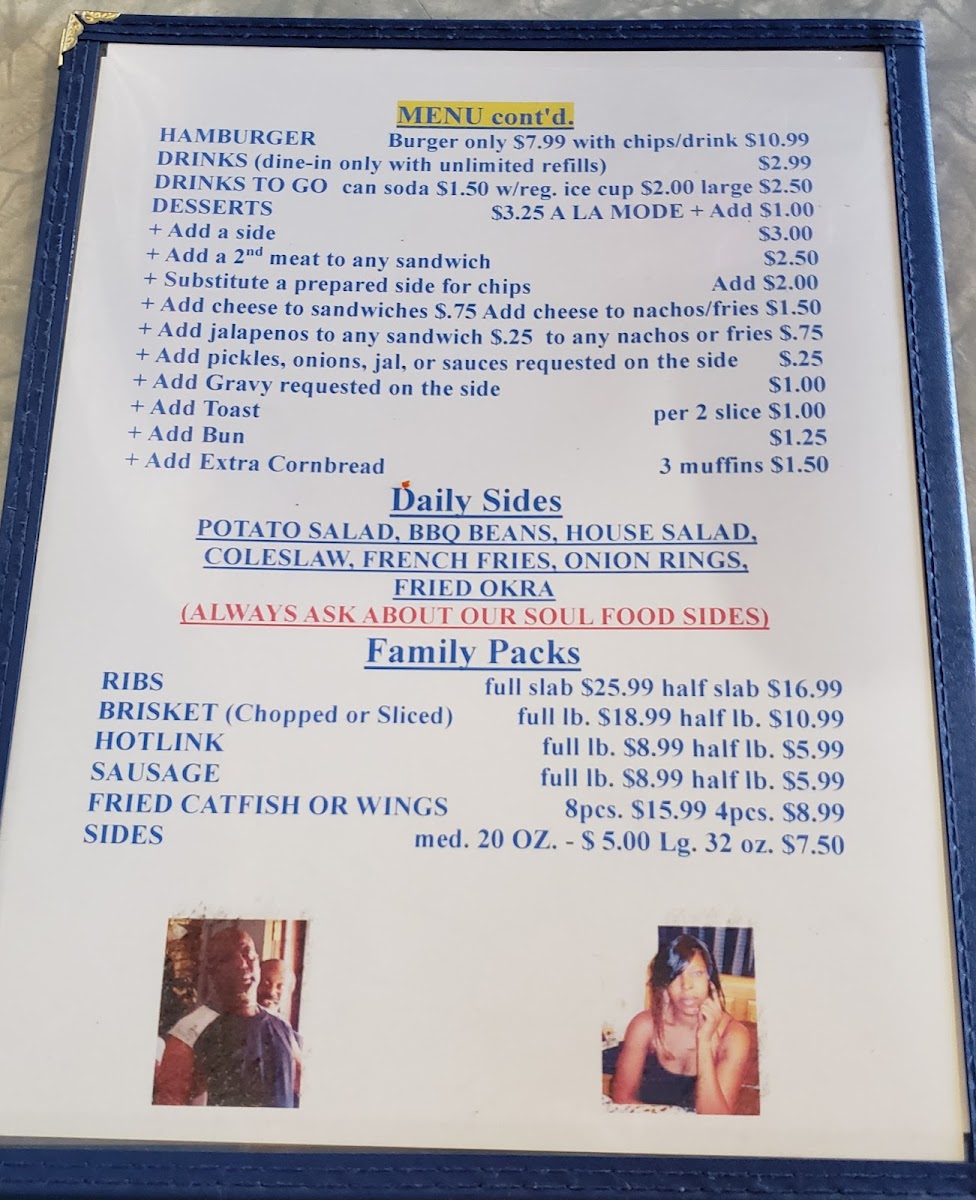 MENU cont'd.
HAMBURGER Burger only $7.99 with chips/drink $10.99
DRINKS (dine-in only with unlimited refills) $2.99
DRINKS TO GO can soda $1.50 w/reg. ice cup $2.00 large $2.50
DESSERTS $3.25 A LA MODE + Add $1.00
+ Add a side $3.00
+ Add a 2nd meat to any sandwich $2.50
+ Substitute a prepared side for chips Add $2.00
+ Add cheese to sandwiches $.75 Add cheese to nachos/fries $1.50
+ Add jalapenos to any sandwich $.25 to any nachos or fries $.75
+ Add pickles, onions, jal, or sauces requested on the side $.25
+ Add Gravy requested on the side $1.00
+ Add Toast per 2 slice $1.00
+ Add Bun $1.25
+ Add Extra Cornbread 3 muffins $1.50
Daily Sides
POTATO SALAD, BBQ BEANS, HOUSE SALAD,
COLESLAW, FRENCH FRIES, ONION RINGS,
FRIED OKRA
(ALWAYS ASK ABOUT OUR SOUL FOOD SIDES)
Family Packs
RIBS full slab $25.99 half slab $16.99
BRISKET (Chopped or Sliced) full lb. $18.99 half lb. $10.99
HOTLINK full lb. $8.99 half lb. $5.99
SAUSAGE full lb. $8.99 half lb. $5.99
FRIED CATFISH OR WINGS 8pcs. $15.99 4pcs. $8.99
SIDES med. 20 OZ. - $ 5.00 Lg. 32 oz. $7.50